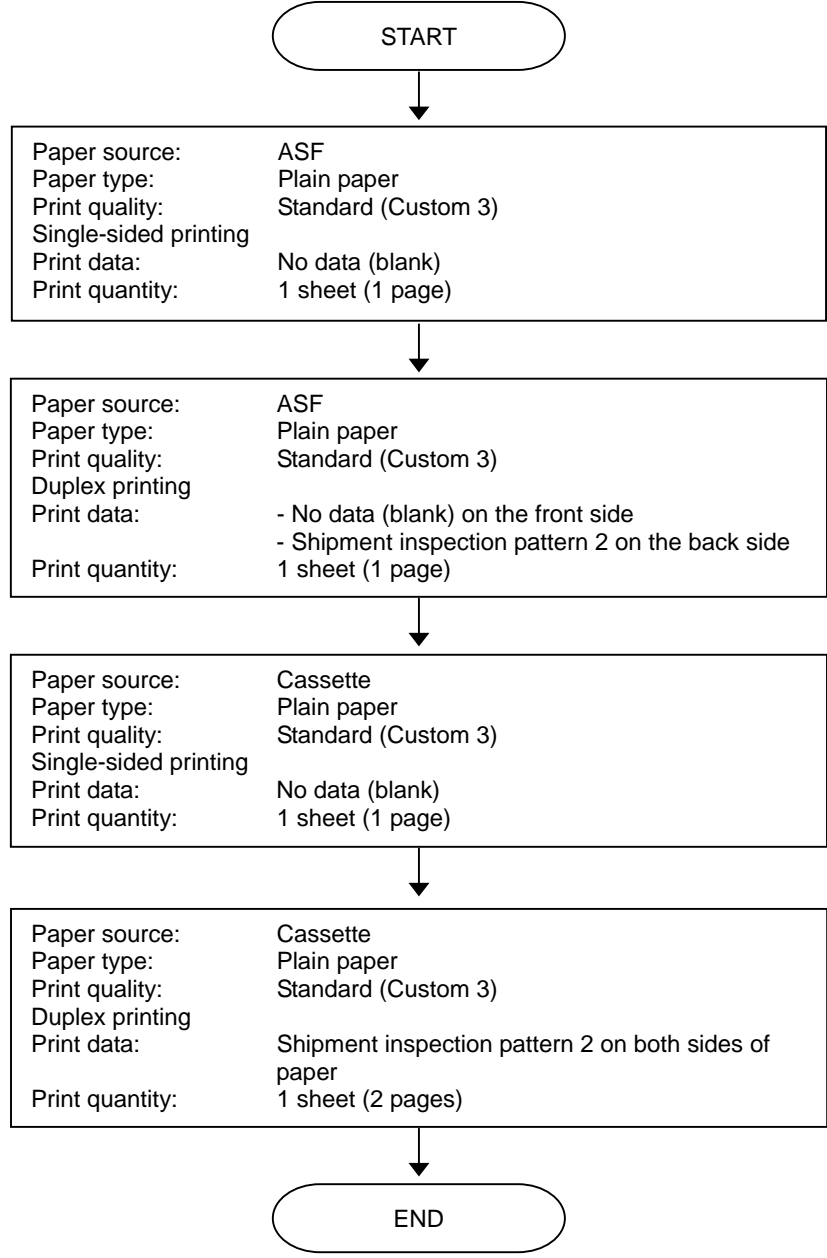 START
Paper source: ASF
Paper type: Plain paper
Print quality: Standard (Custom 3)
Single-sided printing
Print data: No data (blank)
Print quantity: 1 sheet (1 page)
Paper source: ASF
Paper type: Plain paper
Print quality: Standard (Custom 3)
Duplex printing
Print data: - No data (blank) on the front side
- Shipment inspection pattern 2 on the back side
Print quantity: 1 sheet (1 page)
Paper source: Cassette
Paper type: Plain paper
Print quality: Standard (Custom 3)
Single-sided printing
Print data: No data (blank)
Print quantity: 1 sheet (1 page)
Paper source: Cassette
Paper type: Plain paper
Print quality: Standard (Custom 3)
Duplex printing
Print data: Shipment inspection pattern 2 on both sides of
paper
Print quantity: 1 sheet (2 pages)
END